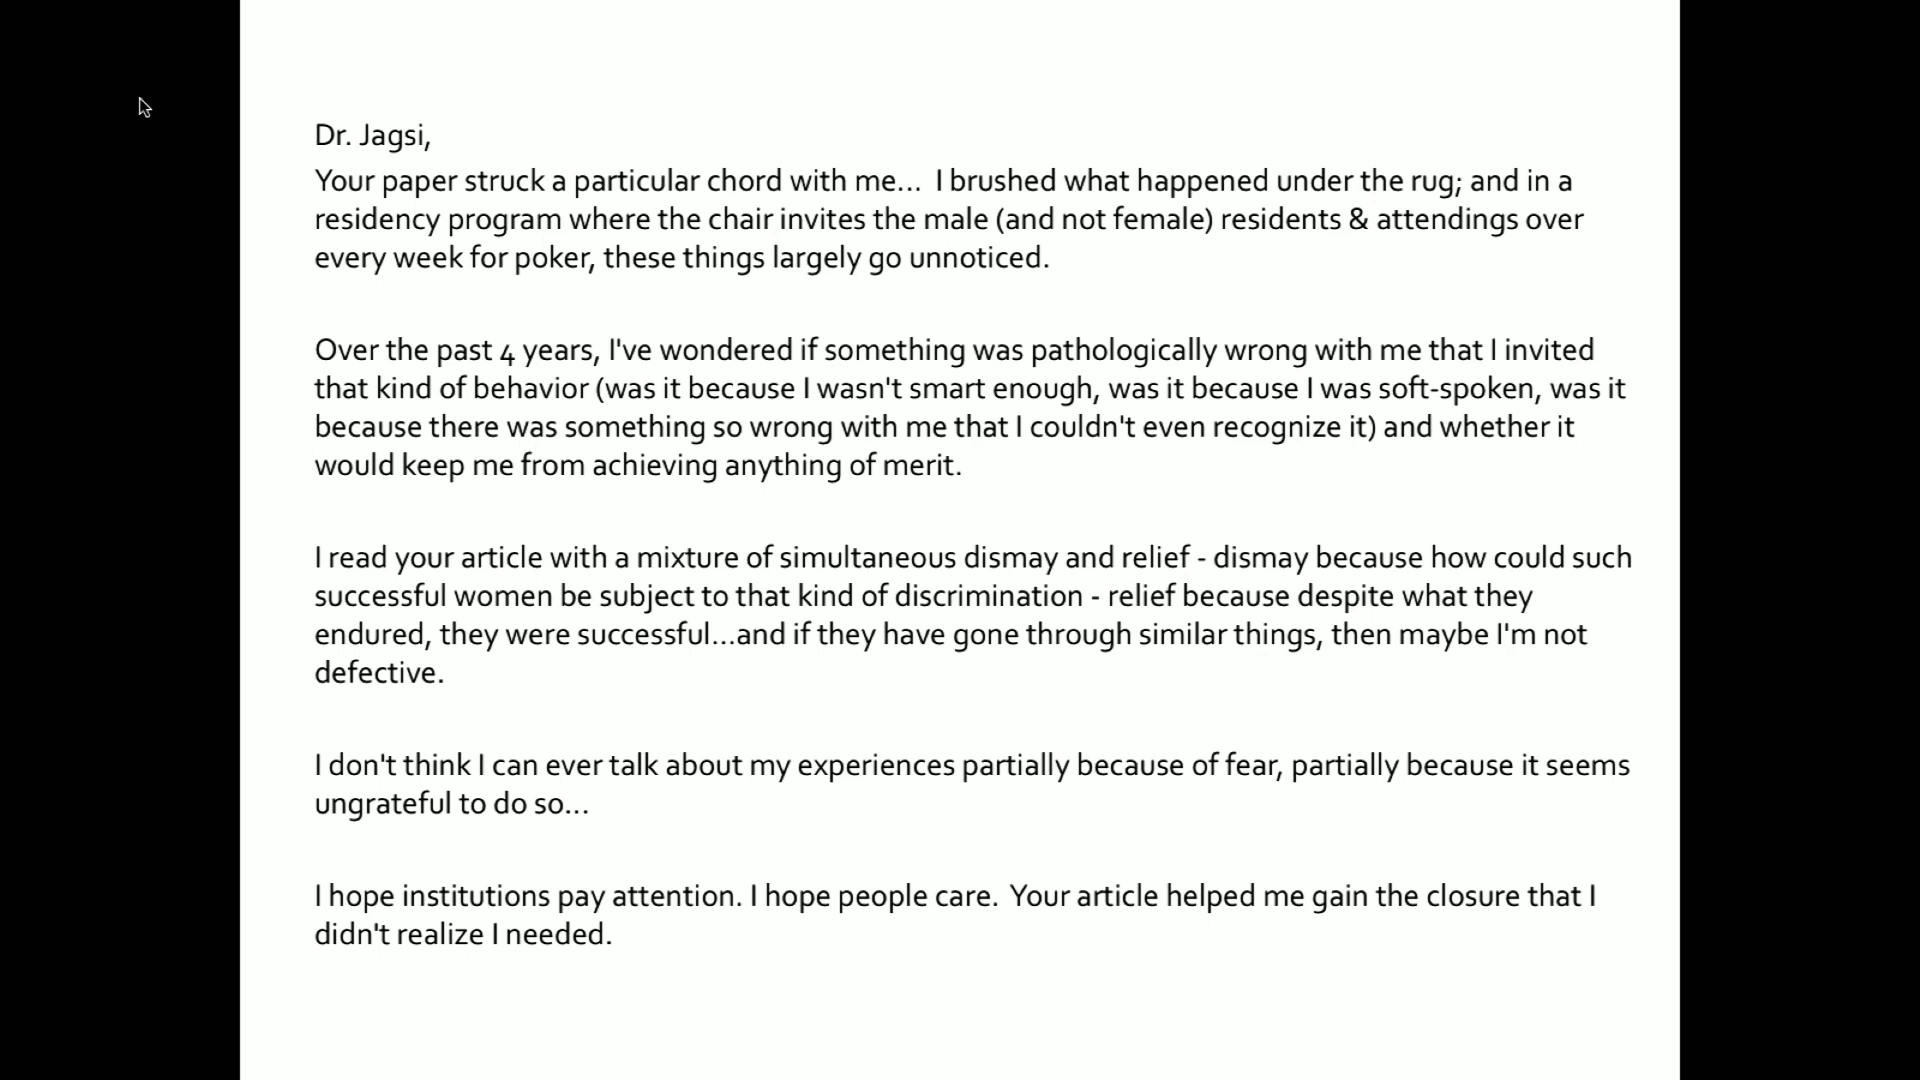 Dr. Jagsi,
Your paper struck a particular chord with me...  I brushed what happened under the rug; and in a
residency program where the chair invites the male (and not female) residents & attendings over
every week for poker, these things largely go unnoticed.
Over the past 4 years, I've wondered if something was pathologically wrong with me that I invited
that kind of behavior (was it because I wasn't smart enough, was it because I was soft-spoken, was it
because there was something so wrong with me that I couldn't even recognize it) and whether it
would keep me from achieving anything of merit.
I read your article with a mixture of simultaneous dismay and relief - dismay because how could such
successful women be subject to that kind of discrimination - relief because despite what they
endured, they were successful...and if they have gone through similar things, then maybe I'm not
defective.
I don't think I can ever talk about my experiences partially because of fear, partially because it seems
ungrateful to do so...
I hope institutions pay attention. I hope people care.  Your article helped me gain the closure that I
didn't realize I needed.